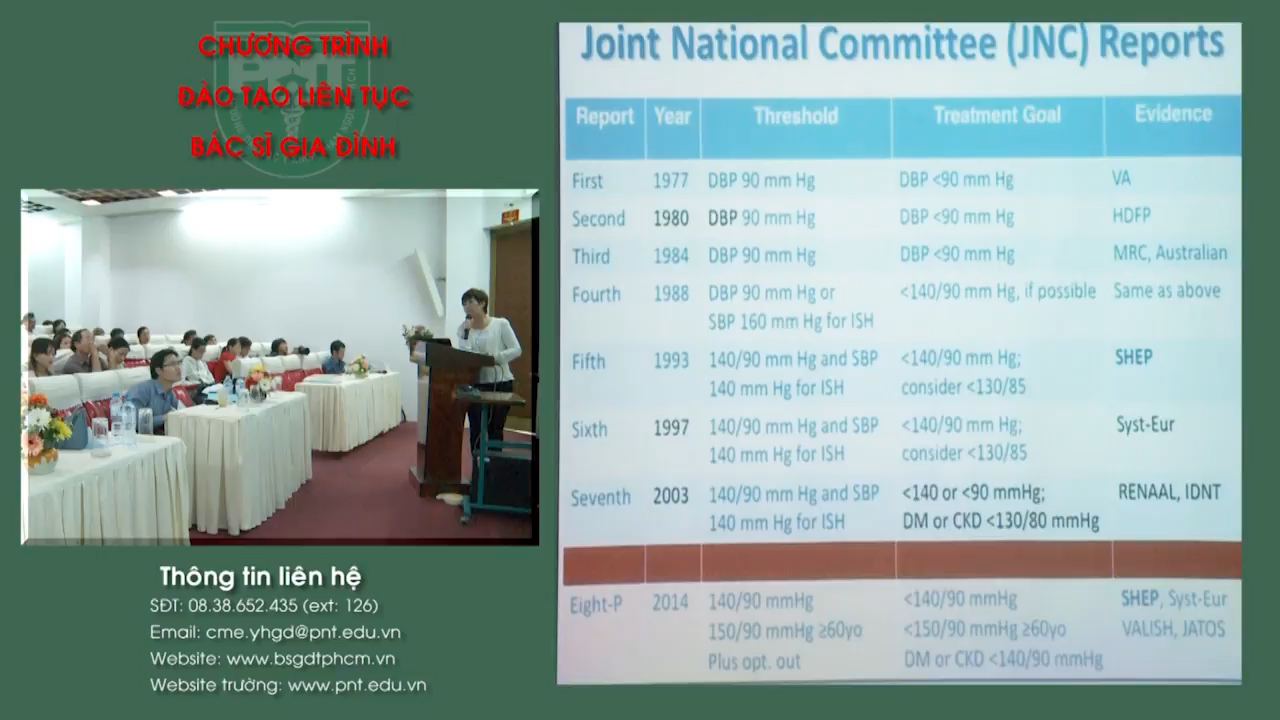 CHƯƠNG TRÌNH
ĐÀO TẠO LIÊN TỤC
BÁC SĨ GIA ĐÌNH
PNT
Thông tin liên hệ
SĐT: 08.38.652.435 (ext: 126)
Email: cme.yhgd@pnt.edu.vn
Website: www.bsgdtphcm.vn
Website trường: www.pnt.edu.vn
Joint National Committee (JNC) Reports
Report Year Threshold Treatment Goal Evidence
First 1977 DBP 90 mm Hg DBP <90 mm Hg VA
Second 1980 DBP 90 mm Hg DBP <90 mm Hg HDFP
Third 1984 DBP 90 mm Hg DBP <90 mm Hg MRC, Australian
Fourth 1988 DBP 90 mm Hg or <140/90 mm Hg, if possible Same as above
SBP 160 mm Hg for ISH
Fifth 1993 140/90 mm Hg and SBP <140/90 mm Hg; SHEP
140 mm Hg for ISH consider <130/85
Sixth 1997 140/90 mm Hg and SBP <140/90 mm Hg; Syst-Eur
140 mm Hg for ISH consider <130/85
Seventh 2003 140/90 mm Hg and SBP <140 or <90 mmHg; RENAAL, IDNT
140 mm Hg for ISH DM or CKD <130/80 mmHg
Eight-P 2014 140/90 mmHg <140/90 mmHg SHEP, Syst-Eur
150/90 mmHg ≥60yo <150/90 mmHg ≥60yo VALISH, JATOS
Plus opt. out DM or CKD <140/90 mmHg